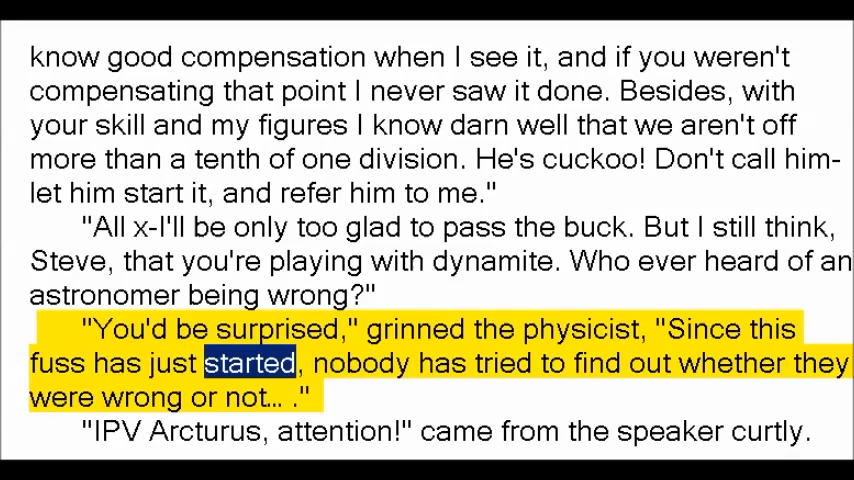 know good compensation when I see it, and if you weren't
compensating that point I never saw it done. Besides, with
your skill and my figures I know darn well that we aren't off
more than a tenth of one division. He's cuckoo! Don't call him-
let him start it, and refer him to me."
"All x-I'll be only too glad to pass the buck. But I still think,
Steve, that you're playing with dynamite. Who ever heard of an
astronomer being wrong?"
"You'd be surprised," grinned the physicist, "Since this
fuss has just started, nobody has tried to find out whether they
were wrong or not... ."
"IPV Arcturus, attention!" came from the speaker curtly.